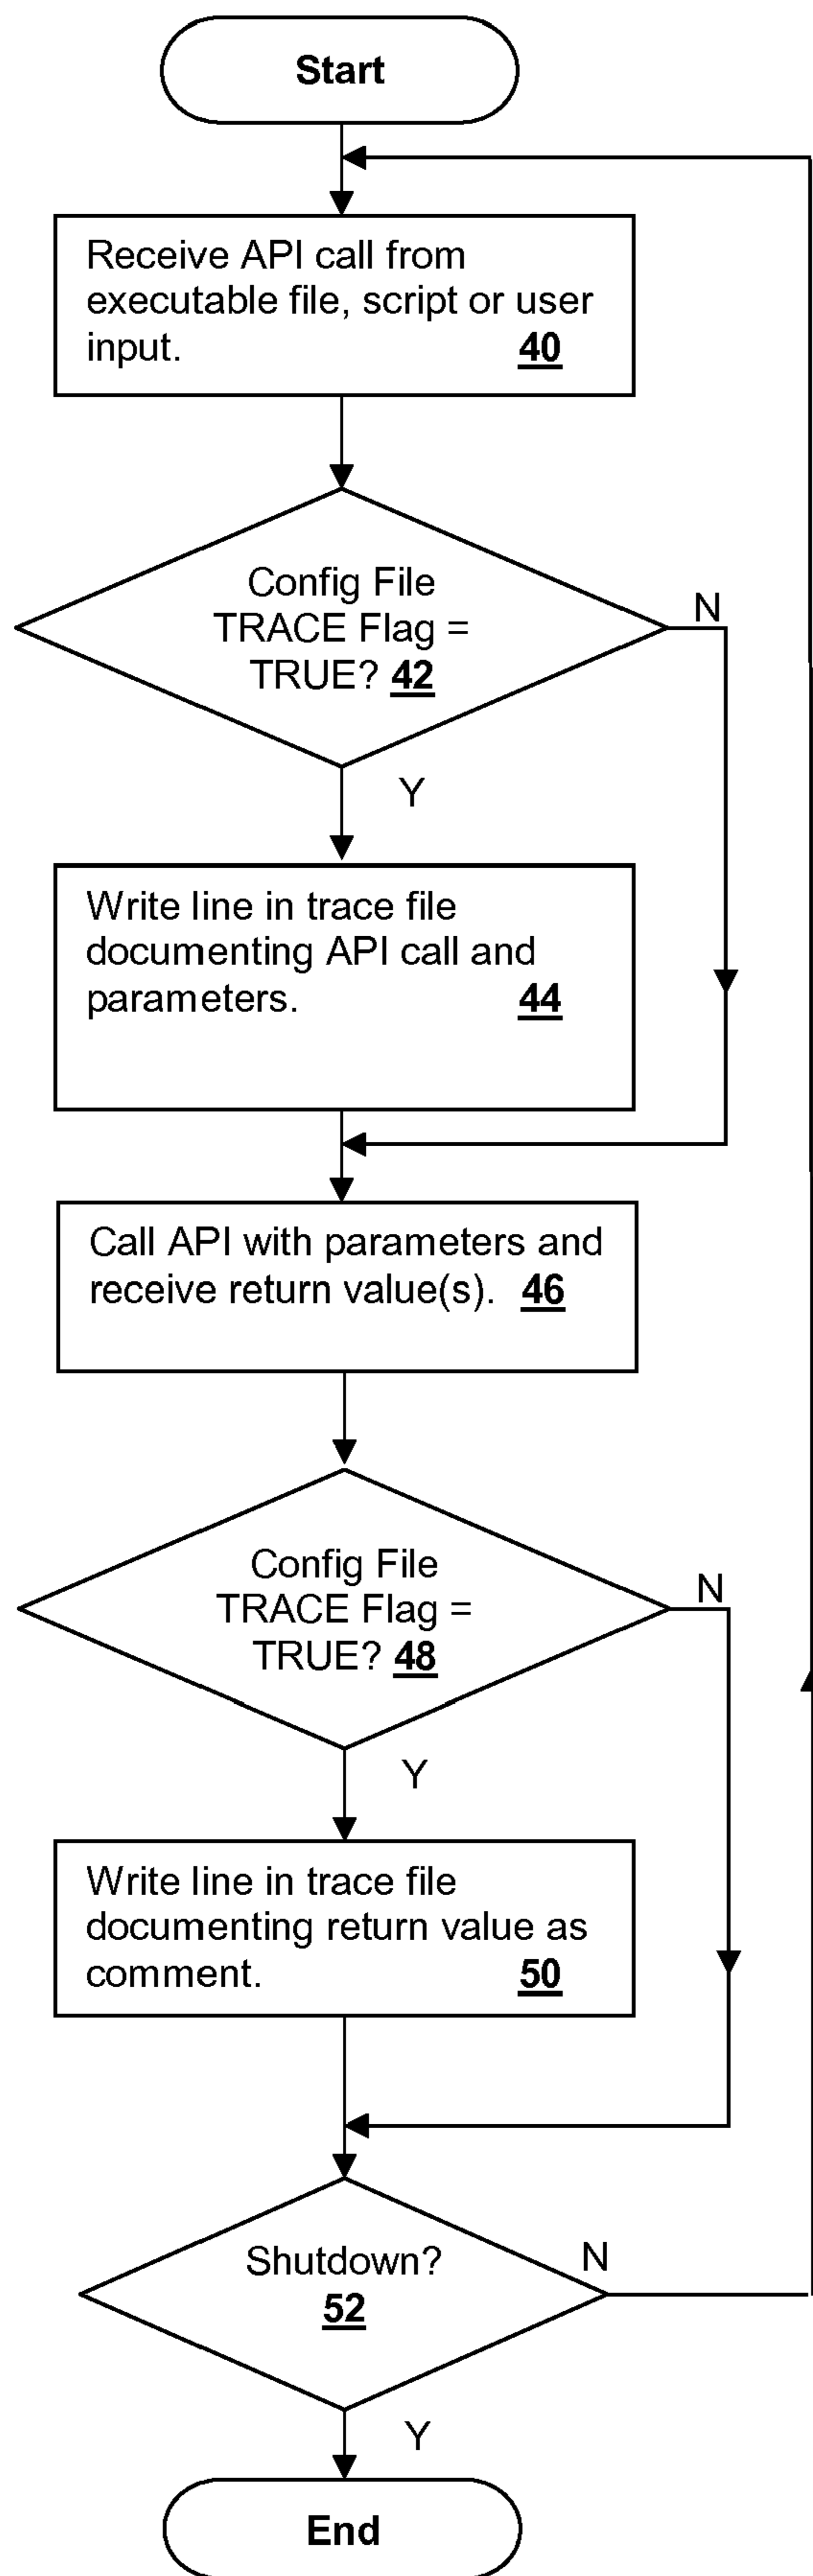 Start
Receive API call from
executable file, script or user
input. 40
Config File
TRACE Flag =
TRUE? 42
N
Y
Write line in trace file
documenting API call and
parameters. 44
Call API with parameters and
receive return value(s). 46
Config File
TRACE Flag =
TRUE? 48
N
Y
Write line in trace file
documenting return value as
comment. 50
Shutdown?
52
N
Y
End